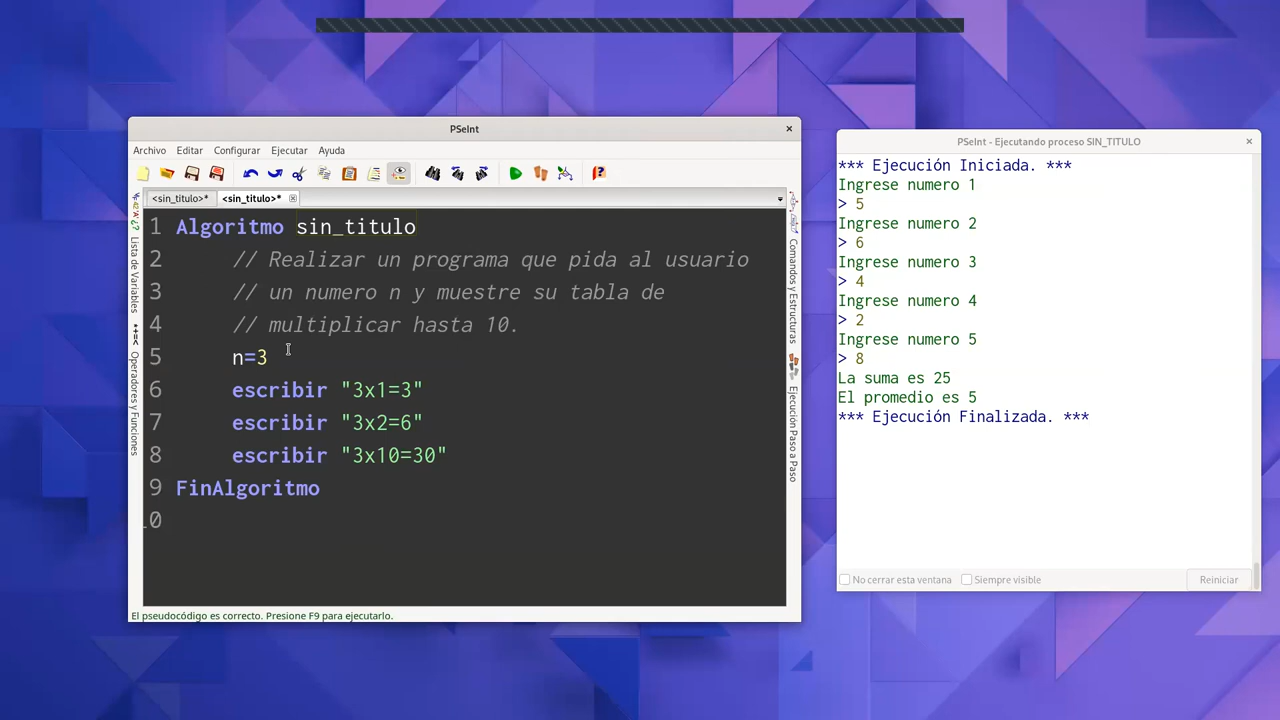 PSeInt
Archivo Editar Configurar Ejecutar Ayuda
<sin_titulo>* <sin_titulo>*
Lista de Variables
Operadores y Funciones
1 Algoritmo sin_titulo
2 // Realizar un programa que pida al usuario
3 // un numero n y muestre su tabla de
4 // multiplicar hasta 10.
5 n=3
6 escribir "3x1=3"
7 escribir "3x2=6"
8 escribir "3x10=30"
9 FinAlgoritmo
10
Comandos y Estructuras
Ejecución Paso a Paso
El pseudocódigo es correcto. Presione F9 para ejecutarlo.
PSeInt - Ejecutando proceso SIN_TITULO
*** Ejecución Iniciada. ***
Ingrese numero 1
> 5
Ingrese numero 2
> 6
Ingrese numero 3
> 4
Ingrese numero 4
> 2
Ingrese numero 5
> 8
La suma es 25
El promedio es 5
*** Ejecución Finalizada. ***
No cerrar esta ventana Siempre visible Reiniciar